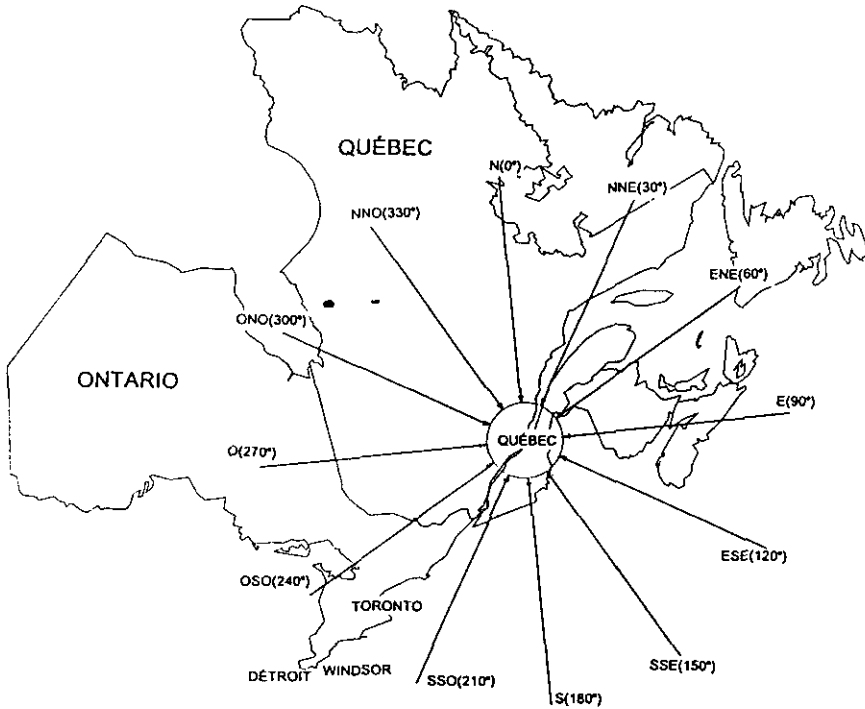 QUÉBEC
N(0°)
NNE(30°)
NNO(330°)
ENE(60°)
ONO(300°)
ONTARIO
E(90°)
QUÉBEC
O(270°)
ESE(120°)
OSO(240°)
TORONTO
SSE(150°)
DÉTROIT WINDSOR
SSO(210°)
S(180°)